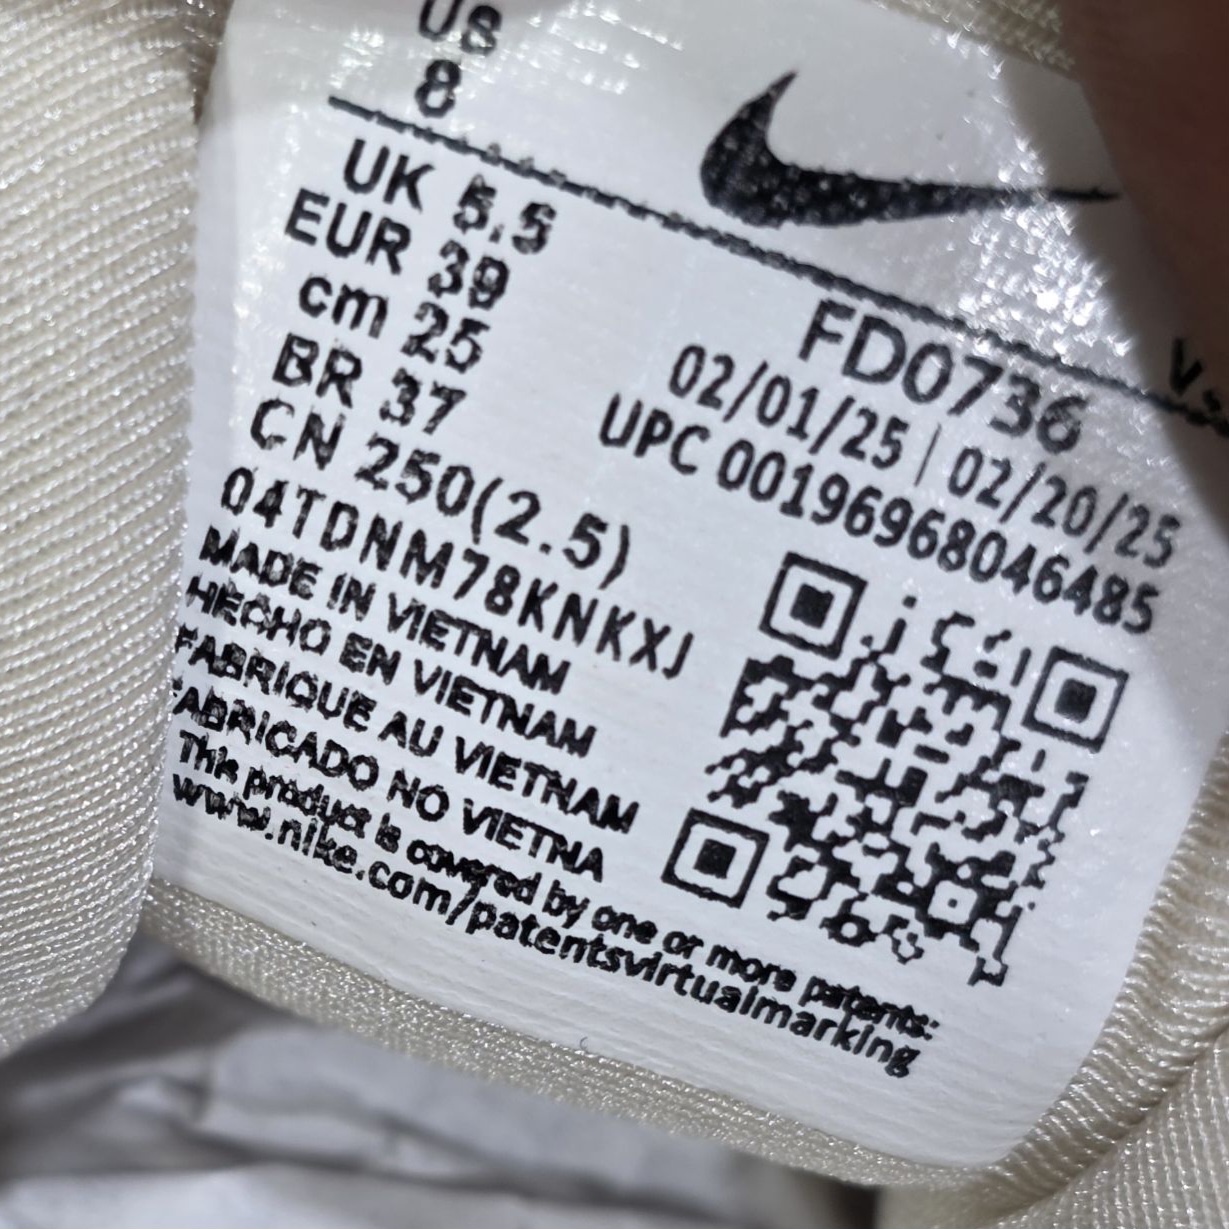 US
8
UK 5.5
EUR 39
cm 25
BR 37
CN 250(2.5)
04TDNM78KNKXJ
MADE IN VIETNAM
HECHO EN VIETNAM
FABRIQUE AU VIETNAM
FABRICADO NO VIETNA
This product is covered by one or more patents:
www.nike.com/patentsvirtualmarking
FD0736
02/01/25 | 02/20/25
UPC 00196968046485